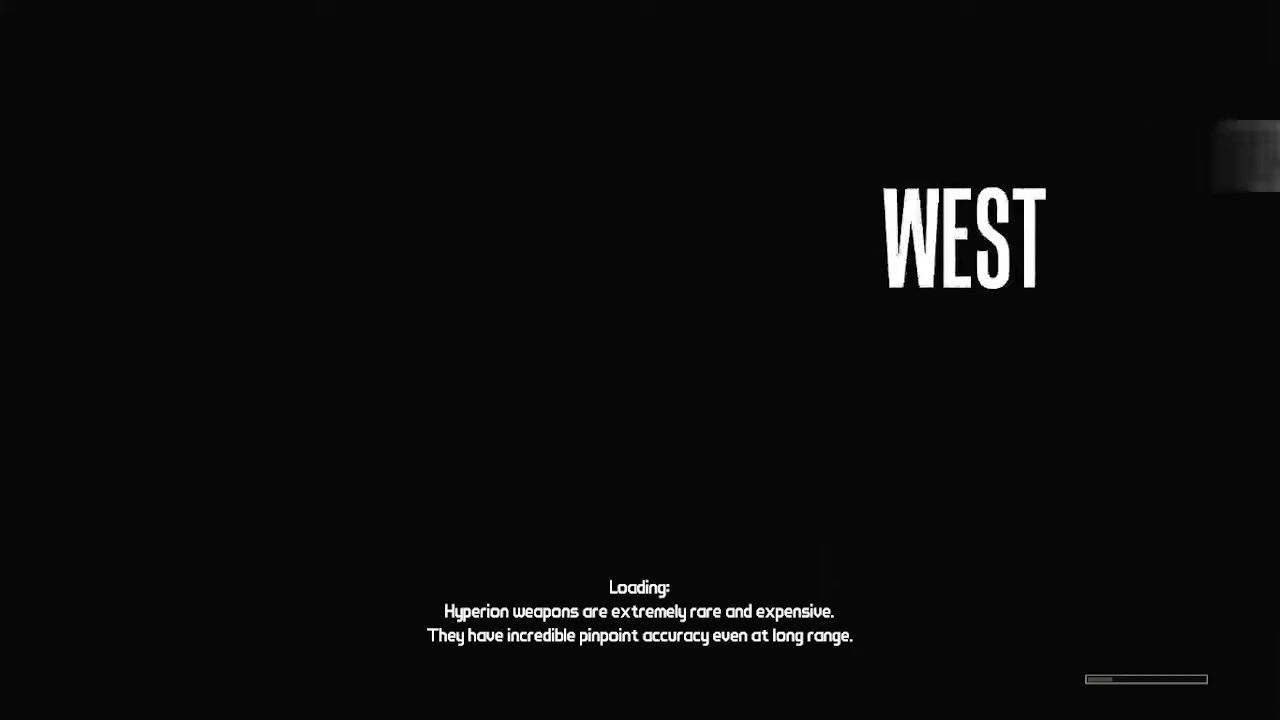 WEST
Loading:
Hyperion weapons are extremely rare and expensive.
They have incredible pinpoint accuracy even at long range.